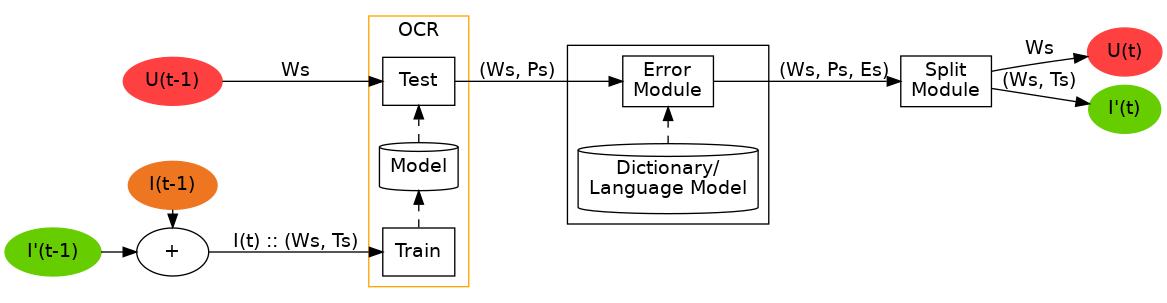 OCR
U(t-1)
Ws
Test
(Ws, Ps)
Error
Module
(Ws, Ps, Es)
Split
Module
Ws
U(t)
(Ws, Ts)
I'(t)
Model
Dictionary/
Language Model
I(t-1)
I'(t-1)
+
I(t) :: (Ws, Ts)
Train